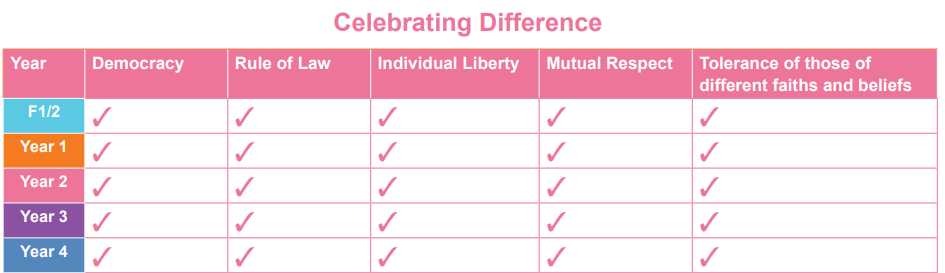 Celebrating Difference
Year Democracy Rule of Law Individual Liberty Mutual Respect Tolerance of those of
different faiths and beliefs
F1/2 ✓ ✓ ✓ ✓ ✓
Year 1 ✓ ✓ ✓ ✓ ✓
Year 2 ✓ ✓ ✓ ✓ ✓
Year 3 ✓ ✓ ✓ ✓ ✓
Year 4 ✓ ✓ ✓ ✓ ✓